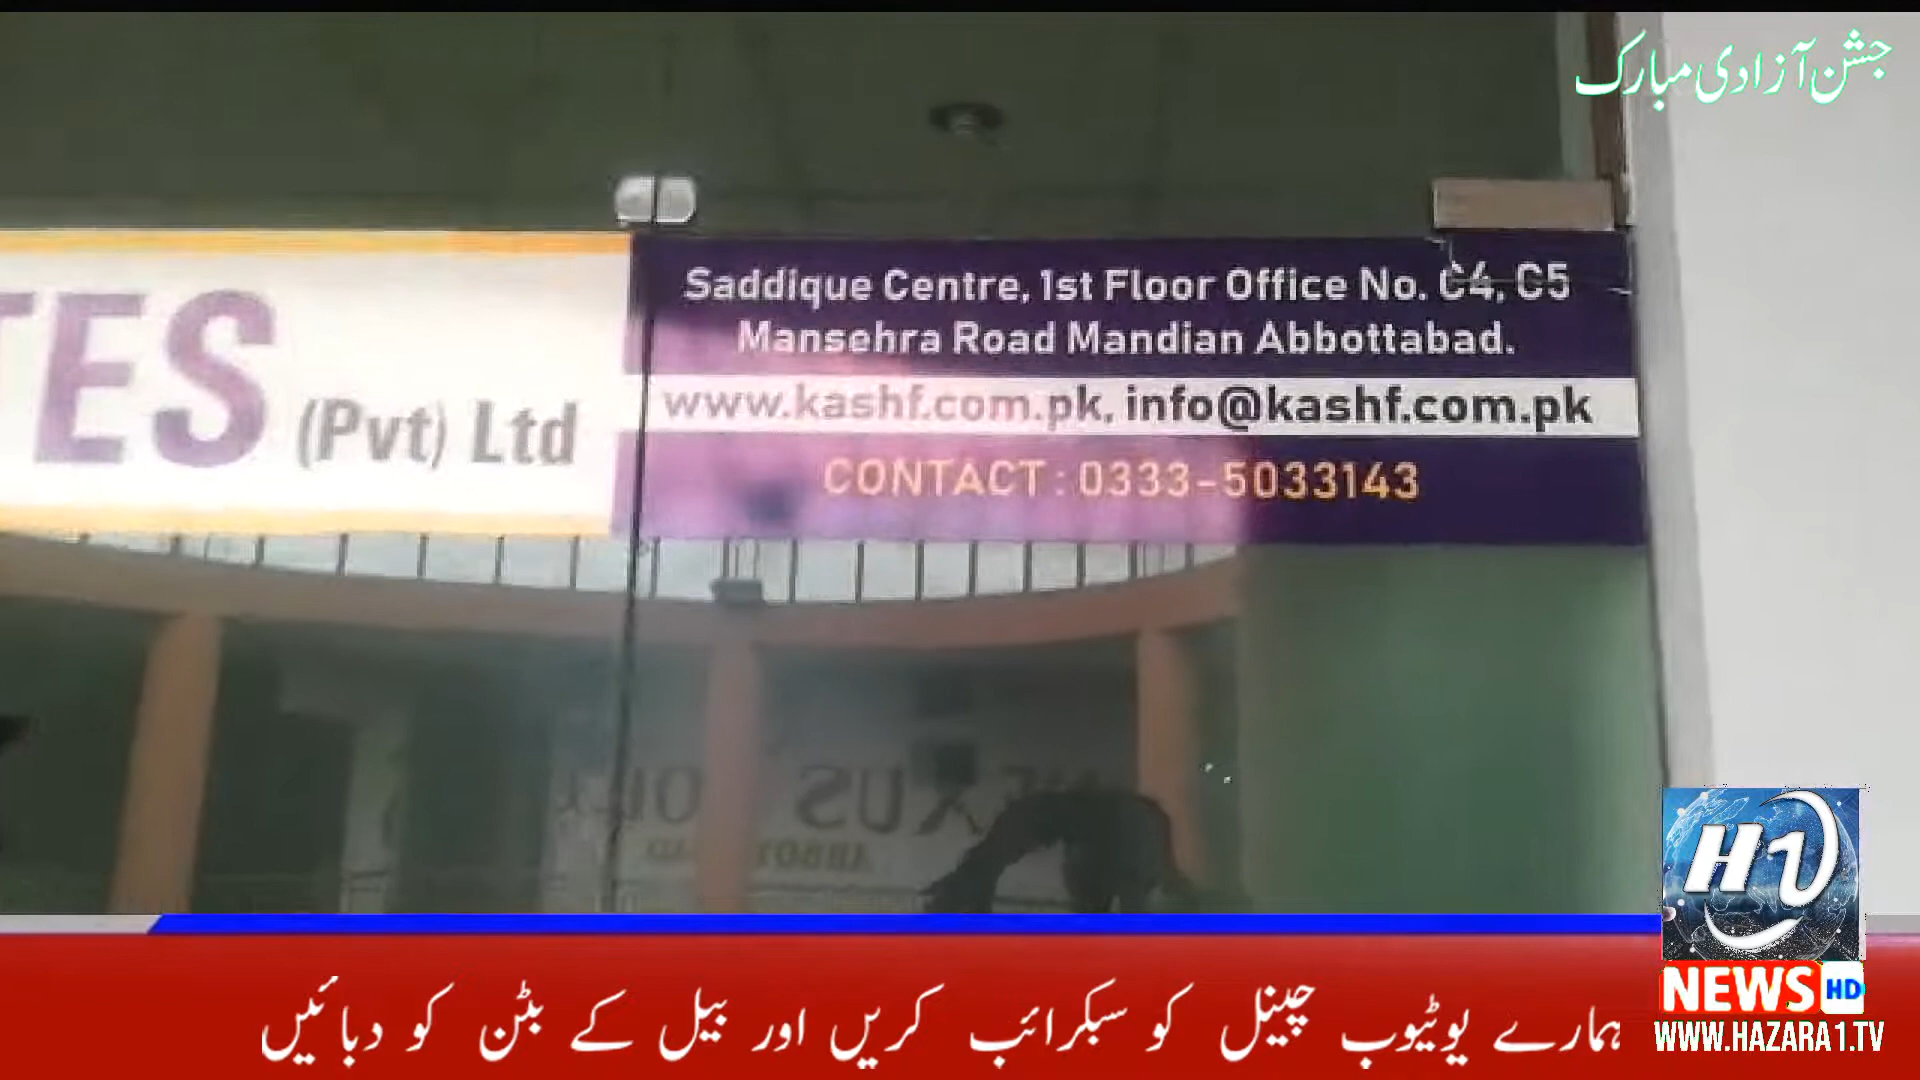 جشن آزادی مبارک
Saddique Centre, 1st Floor Office No. C4, C5
Mansehra Road Mandian Abbottabad.
TES (Pvt) Ltd
www.kashf.com.pk, info@kashf.com.pk
CONTACT : 0333-5033143
H1
NEWS HD
WWW.HAZARA1.TV
ہمارے یوٹیوب چینل کو سبکرائب کریں اور بیل کے بٹن کو دبائیں